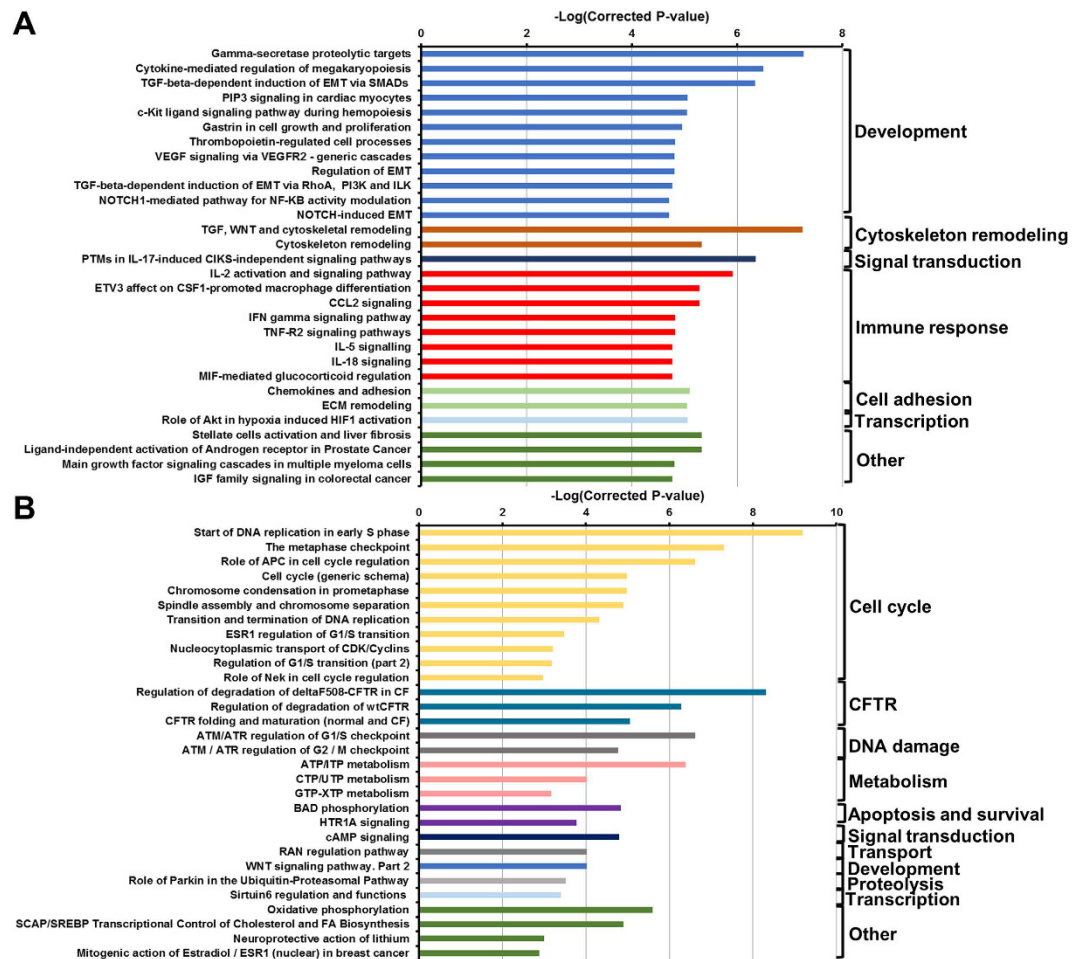 A
-Log(Corrected P-value)
0 2 4 6 8
Gamma-secretase proteolytic targets
Cytokine-mediated regulation of megakaryopoiesis
TGF-beta-dependent induction of EMT via SMADs
PIP3 signaling in cardiac myocytes
c-Kit ligand signaling pathway during hemopoiesis
Gastrin in cell growth and proliferation
Thrombopoietin-regulated cell processes
VEGF signaling via VEGFR2 - generic cascades
Regulation of EMT
TGF-beta-dependent induction of EMT via RhoA, PI3K and ILK
NOTCH1-mediated pathway for NF-KB activity modulation
NOTCH-induced EMT
Development
TGF, WNT and cytoskeletal remodeling
Cytoskeleton remodeling
Cytoskeleton remodeling
PTMs in IL-17-induced CIKS-independent signaling pathways
Signal transduction
IL-2 activation and signaling pathway
ETV3 affect on CSF1-promoted macrophage differentiation
CCL2 signaling
IFN gamma signaling pathway
TNF-R2 signaling pathways
IL-5 signalling
IL-18 signaling
MIF-mediated glucocorticoid regulation
Immune response
Chemokines and adhesion
ECM remodeling
Cell adhesion
Role of Akt in hypoxia induced HIF1 activation
Transcription
Stellate cells activation and liver fibrosis
Ligand-independent activation of Androgen receptor in Prostate Cancer
Main growth factor signaling cascades in multiple myeloma cells
IGF family signaling in colorectal cancer
Other
B
-Log(Corrected P-value)
0 2 4 6 8 10
Start of DNA replication in early S phase
The metaphase checkpoint
Role of APC in cell cycle regulation
Cell cycle (generic schema)
Chromosome condensation in prometaphase
Spindle assembly and chromosome separation
Transition and termination of DNA replication
ESR1 regulation of G1/S transition
Nucleocytoplasmic transport of CDK/Cyclins
Regulation of G1/S transition (part 2)
Role of Nek in cell cycle regulation
Cell cycle
Regulation of degradation of deltaF508-CFTR in CF
Regulation of degradation of wtCFTR
CFTR folding and maturation (normal and CF)
CFTR
ATM/ATR regulation of G1/S checkpoint
ATM / ATR regulation of G2 / M checkpoint
DNA damage
ATP/ITP metabolism
CTP/UTP metabolism
GTP-XTP metabolism
Metabolism
BAD phosphorylation
HTR1A signaling
Apoptosis and survival
cAMP signaling
Signal transduction
RAN regulation pathway
Transport
WNT signaling pathway. Part 2
Development
Role of Parkin in the Ubiquitin-Proteasomal Pathway
Proteolysis
Sirtuin6 regulation and functions
Transcription
Oxidative phosphorylation
SCAP/SREBP Transcriptional Control of Cholesterol and FA Biosynthesis
Neuroprotective action of lithium
Mitogenic action of Estradiol / ESR1 (nuclear) in breast cancer
Other